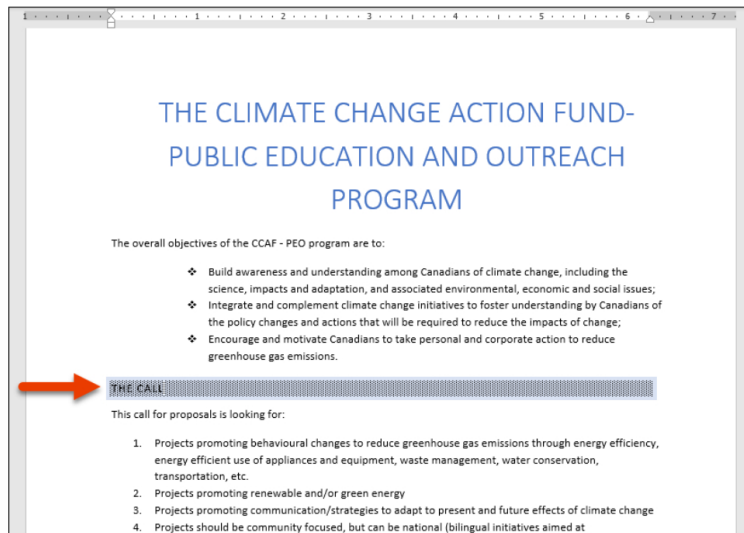 1 1 2 3 4 5 6 7
THE CLIMATE CHANGE ACTION FUND-
PUBLIC EDUCATION AND OUTREACH
PROGRAM
The overall objectives of the CCAF - PEO program are to:
❖ Build awareness and understanding among Canadians of climate change, including the
science, impacts and adaptation, and associated environmental, economic and social issues;
❖ Integrate and complement climate change initiatives to foster understanding by Canadians of
the policy changes and actions that will be required to reduce the impacts of change;
❖ Encourage and motivate Canadians to take personal and corporate action to reduce
greenhouse gas emissions.
THE CALL
This call for proposals is looking for:
1. Projects promoting behavioural changes to reduce greenhouse gas emissions through energy efficiency,
energy efficient use of appliances and equipment, waste management, water conservation,
transportation, etc.
2. Projects promoting renewable and/or green energy
3. Projects promoting communication/strategies to adapt to present and future effects of climate change
4. Projects should be community focused, but can be national (bilingual initiatives aimed at